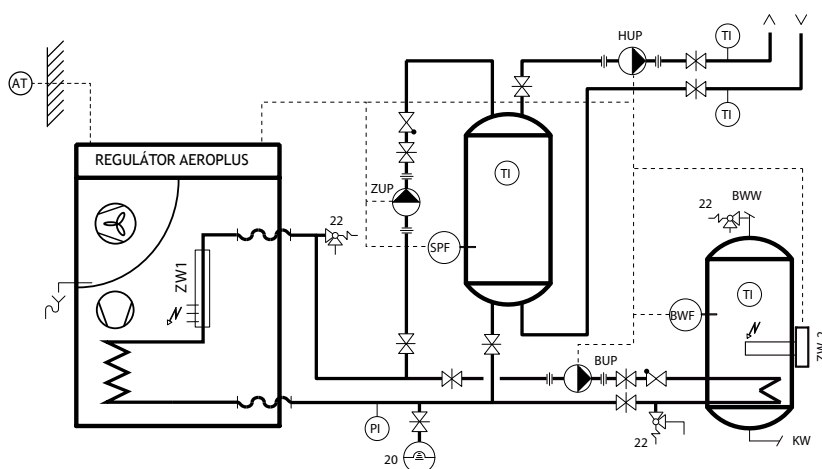 HUP
TI
AT
TI
REGULÁTOR AEROPLUS
TI
ZUP
22
BWW
22
SPF
ZW1
TI
BWF
BUP
PI
22
KW
20